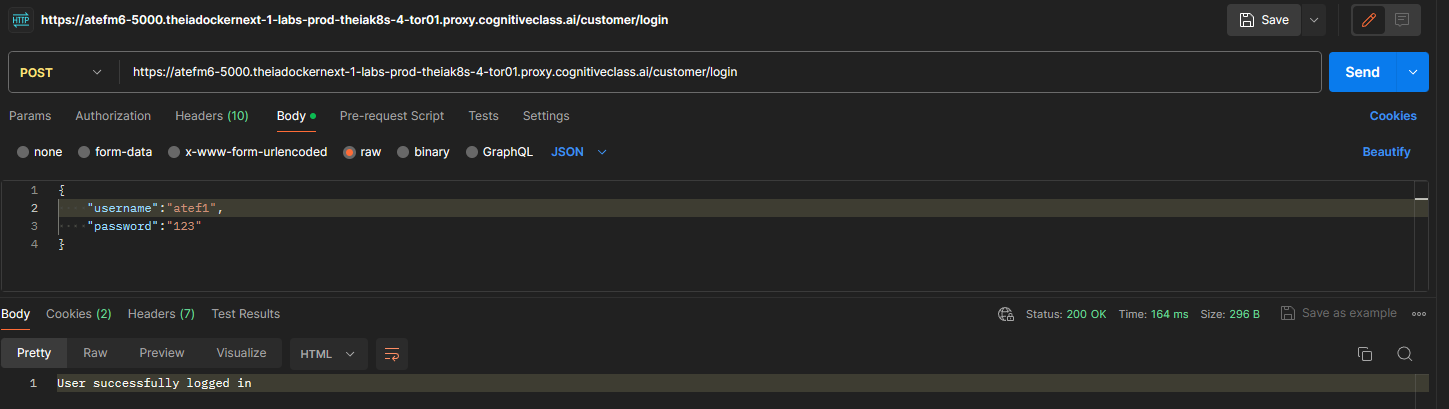 HTTP https://atefm6-5000.theiadockernext-1-labs-prod-theiak8s-4-tor01.proxy.cognitiveclass.ai/customer/login Save
POST https://atefm6-5000.theiadockernext-1-labs-prod-theiak8s-4-tor01.proxy.cognitiveclass.ai/customer/login Send
Params Authorization Headers (10) Body Pre-request Script Tests Settings Cookies
none form-data x-www-form-urlencoded raw binary GraphQL JSON Beautify
1 {
2 "username":"atef1",
3 "password":"123"
4 }
Body Cookies (2) Headers (7) Test Results Status: 200 OK Time: 164 ms Size: 296 B Save as example
Pretty Raw Preview Visualize HTML
1 User successfully logged in